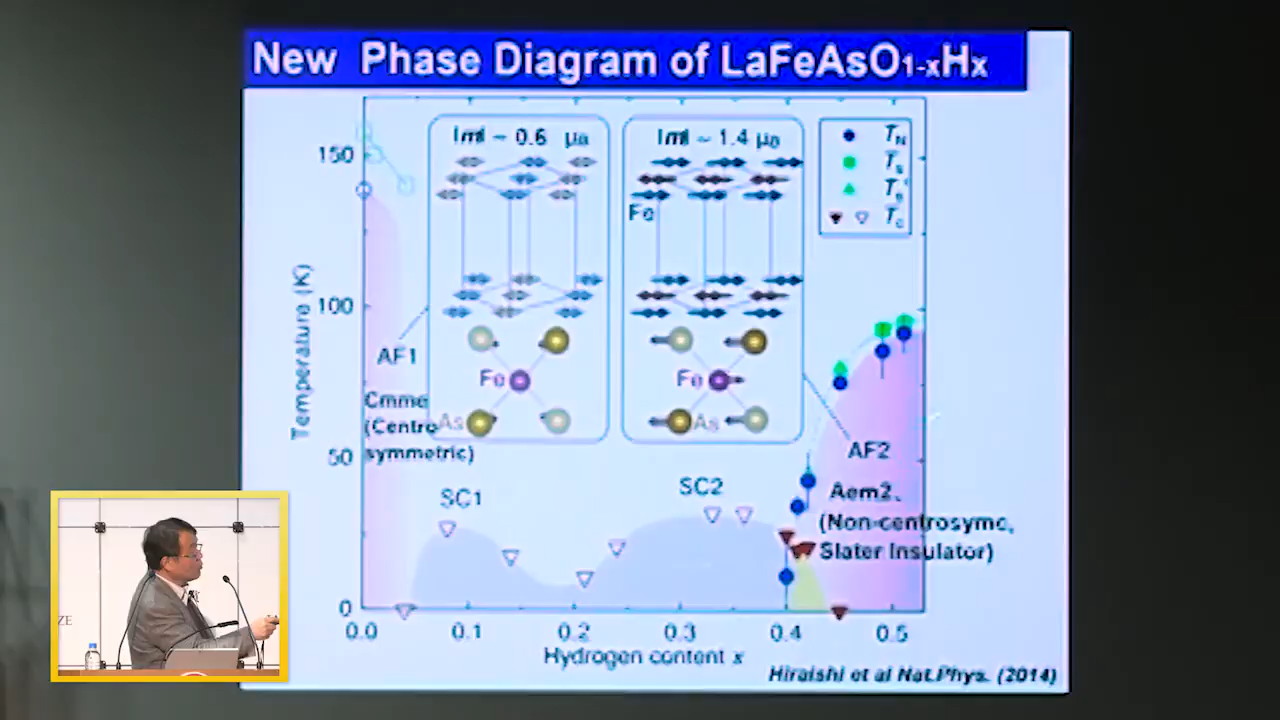 New Phase Diagram of LaFeAsO1-xHx
|m| ~ 0.6 μB
|m| ~ 1.4 μB
TN
Ts
Ts'
Tc
Fe
150
100
50
0
Temperature (K)
AF1
Cmme
(Centro
symmetric)
Fe
As
Fe
As
AF2
Aem2.
(Non-centrosymc,
Slater Insulator)
SC1
SC2
0.0 0.1 0.2 0.3 0.4 0.5
Hydrogen content x
Hiraishi et al Nat.Phys. (2014)
ZE